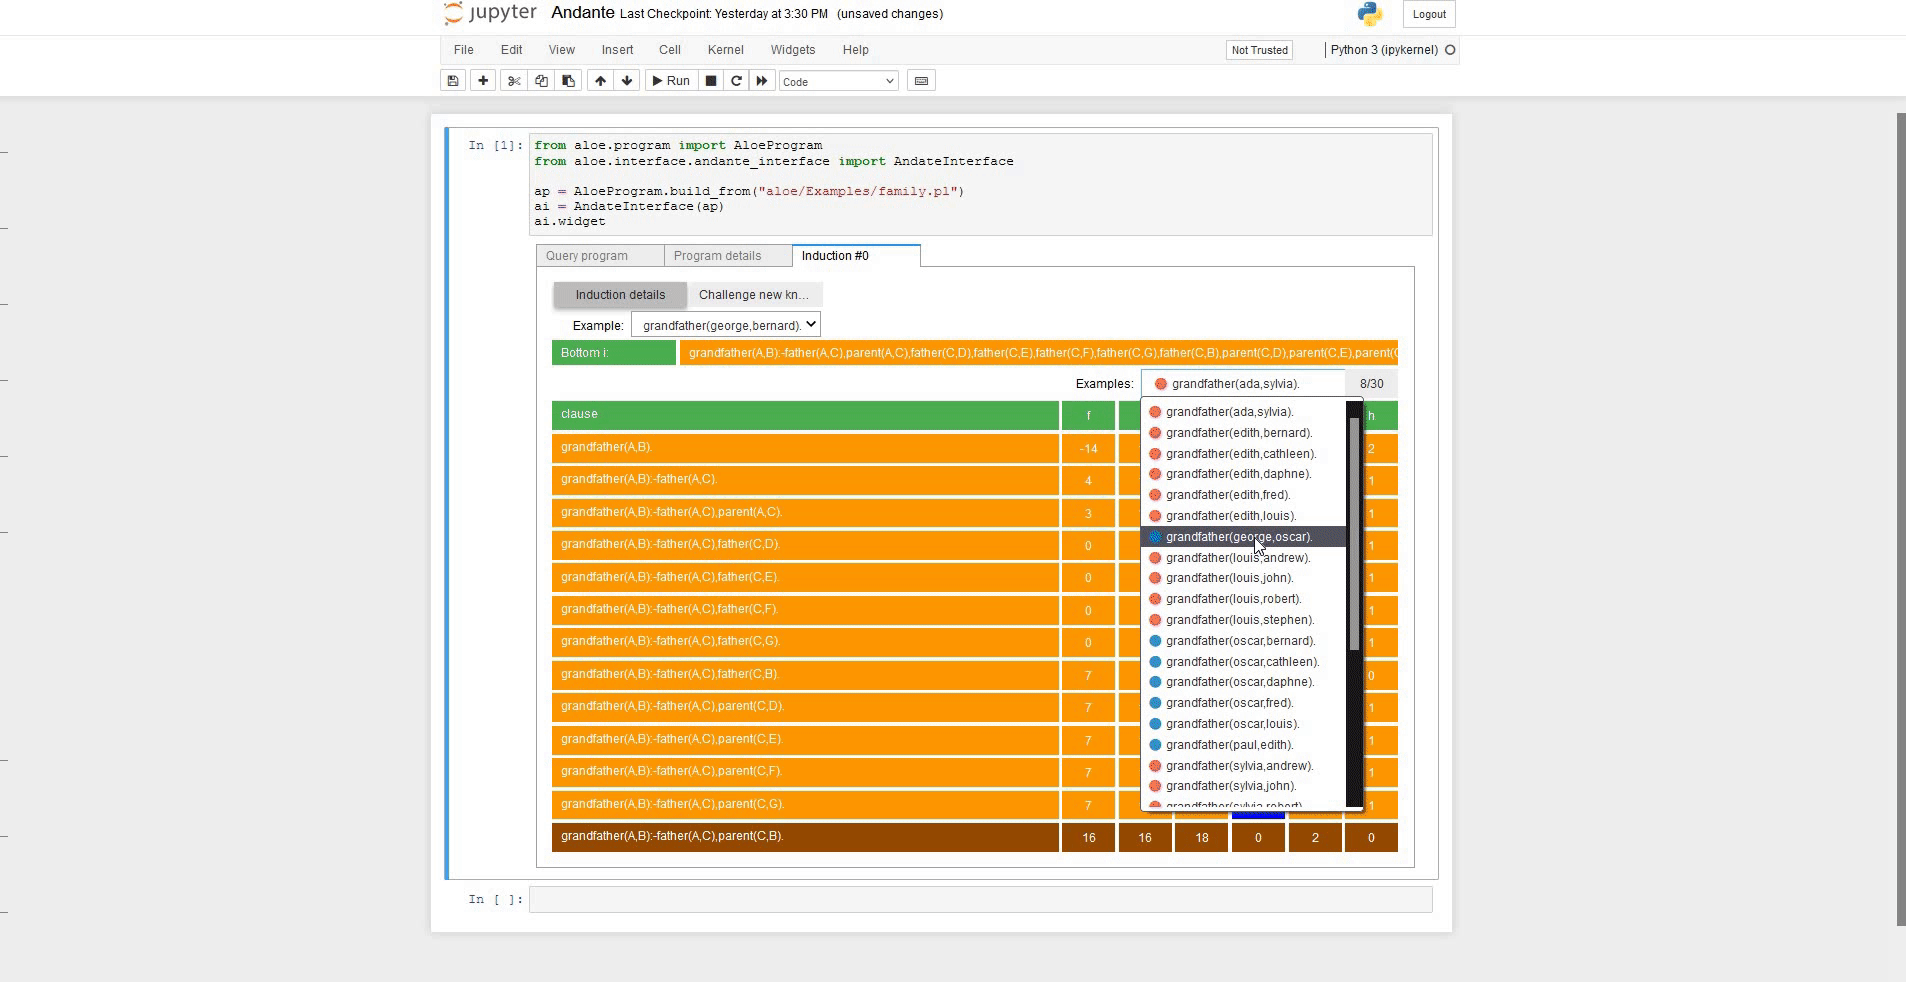 jupyter Andante Last Checkpoint: Yesterday at 3:30 PM (unsaved changes) Logout
File Edit View Insert Cell Kernel Widgets Help Not Trusted Python 3 (ipykernel)
Run Code
In [1]: from aloe.program import AloeProgram
from aloe.interface.andante_interface import AndateInterface
ap = AloeProgram.build_from("aloe/Examples/family.pl")
ai = AndateInterface(ap)
ai.widget
Query program Program details Induction #0
Induction details Challenge new kn...
Example: grandfather(george,bernard).
Bottom i: grandfather(A,B):-father(A,C),parent(A,C),father(C,D),father(C,E),father(C,F),father(C,G),father(C,B),parent(C,D),parent(C,E),parent(C
Examples: grandfather(ada,sylvia). 8/30
clause f h
grandfather(A,B). -14 2
grandfather(A,B):-father(A,C). 4 1
grandfather(A,B):-father(A,C),parent(A,C). 3 1
grandfather(A,B):-father(A,C),father(C,D). 0 1
grandfather(A,B):-father(A,C),father(C,E). 0 1
grandfather(A,B):-father(A,C),father(C,F). 0 1
grandfather(A,B):-father(A,C),father(C,G). 0 1
grandfather(A,B):-father(A,C),father(C,B). 7 0
grandfather(A,B):-father(A,C),parent(C,D). 7 1
grandfather(A,B):-father(A,C),parent(C,E). 7 1
grandfather(A,B):-father(A,C),parent(C,F). 7 1
grandfather(A,B):-father(A,C),parent(C,G). 7 1
grandfather(A,B):-father(A,C),parent(C,B). 16 16 18 0 2 0
grandfather(ada,sylvia).
grandfather(edith,bernard).
grandfather(edith,cathleen).
grandfather(edith,daphne).
grandfather(edith,fred).
grandfather(edith,louis).
grandfather(george,oscar).
grandfather(louis,andrew).
grandfather(louis,john).
grandfather(louis,robert).
grandfather(louis,stephen).
grandfather(oscar,bernard).
grandfather(oscar,cathleen).
grandfather(oscar,daphne).
grandfather(oscar,fred).
grandfather(oscar,louis).
grandfather(paul,edith).
grandfather(sylvia,andrew).
grandfather(sylvia,john).
grandfather(sylvia,robert).
In [ ]: